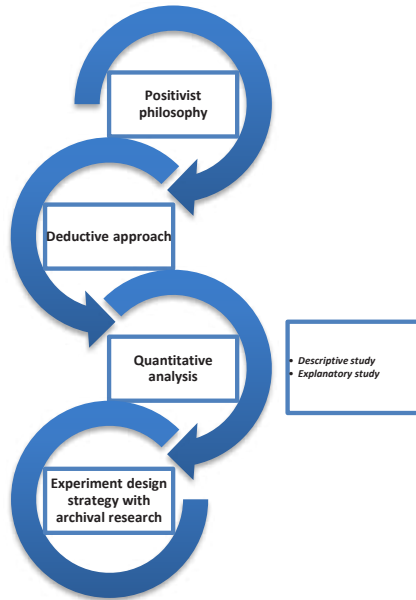 Positivist
philosophy
Deductive approach
Quantitative
analysis
• Descriptive study
• Explanatory study
Experiment design
strategy with
archival research